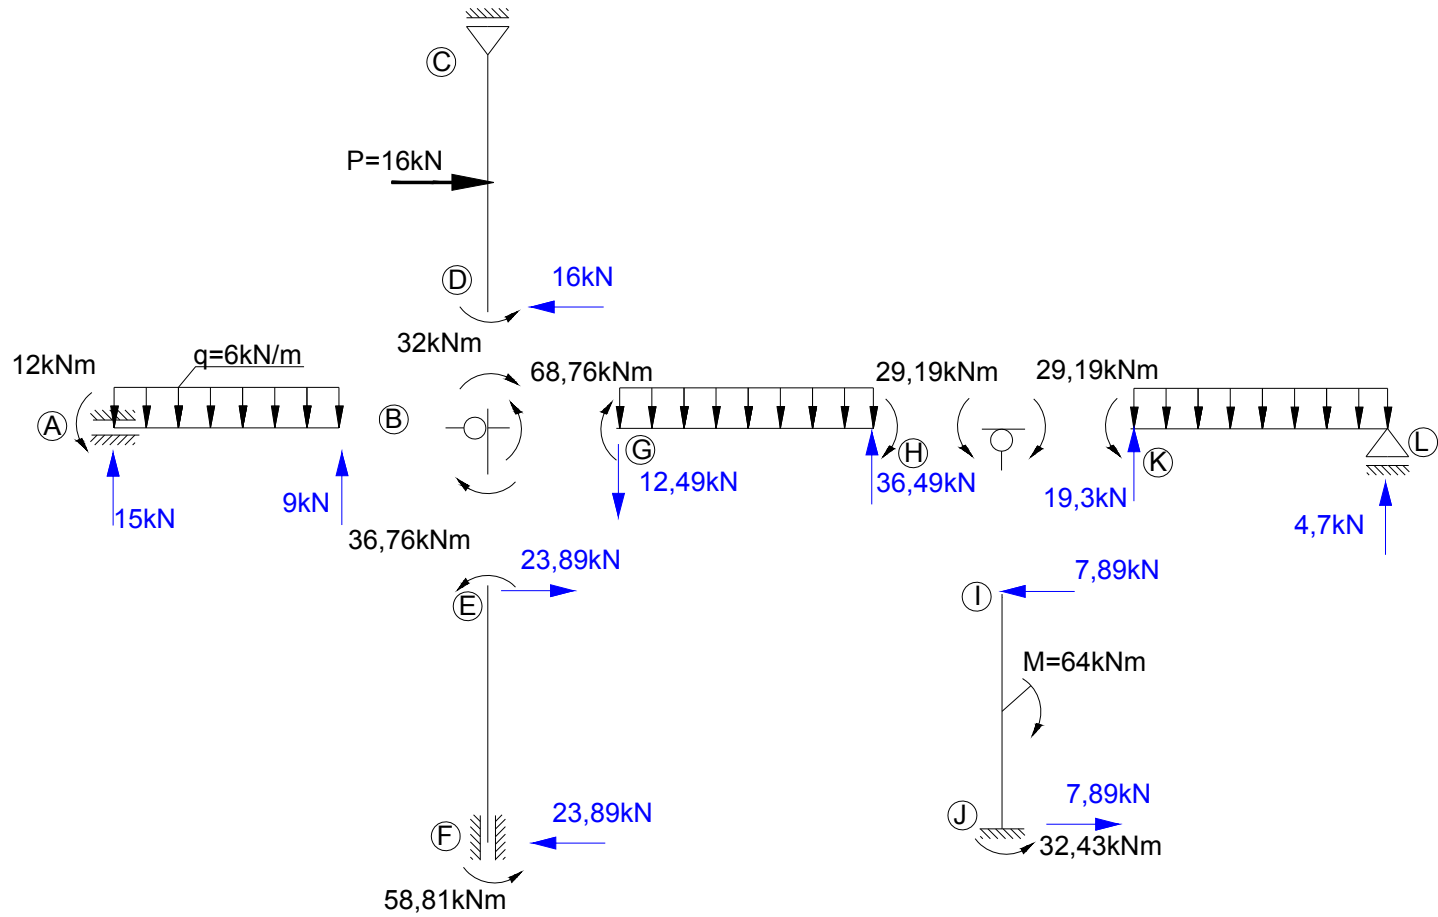 C
P=16kN
D
16kN
32kNm
12kNm
q=6kN/m
68,76kNm
29,19kNm
29,19kNm
A
B
G
H
K
L
15kN
9kN
12,49kN
36,49kN
19,3kN
4,7kN
36,76kNm
23,89kN
7,89kN
E
I
M=64kNm
23,89kN
7,89kN
F
J
32,43kNm
58,81kNm